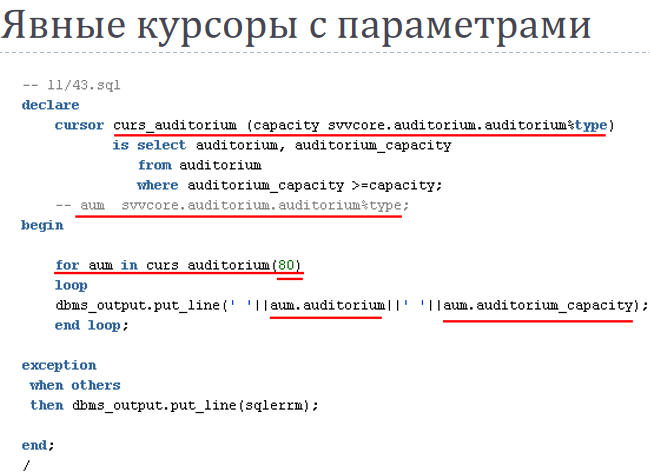 Явные курсоры с параметрами
-- 11/43.sql
declare
cursor curs_auditorium (capacity svvcore.auditorium.auditorium%type)
is select auditorium, auditorium_capacity
from auditorium
where auditorium_capacity >=capacity;
-- aum  svvcore.auditorium.auditorium%type;
begin
for aum in curs_auditorium(80)
loop
dbms_output.put_line(' '||aum.auditorium||' '||aum.auditorium_capacity);
end loop;
exception
when others
then dbms_output.put_line(sqlerrm);
end;
/